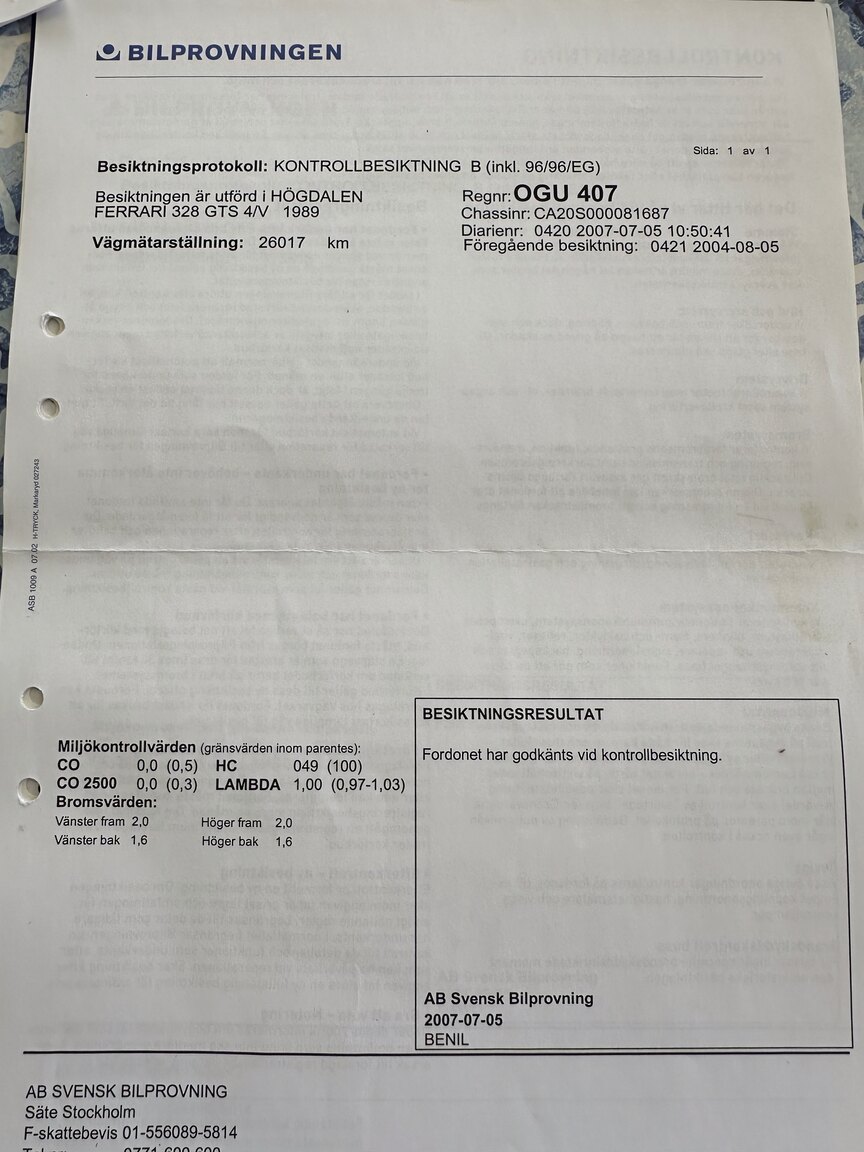 BILPROVNINGEN
Sida: 1 av 1
Besiktningsprotokoll: KONTROLLBESIKTNING B (inkl. 96/96/EG)
Besiktningen är utförd i HÖGDALEN
FERRARI 328 GTS 4/V 1989
Vägmätarställning: 26017 km
Regnr: OGU 407
Chassinr: CA20S000081687
Diarienr: 0420 2007-07-05 10:50:41
Föregående besiktning: 0421 2004-08-05
ASB 1009 A 07.02 H-TRYCK, Markaryd 027243
Miljökontrollvärden (gränsvärden inom parentes):
CO 0,0 (0,5) HC 049 (100)
CO 2500 0,0 (0,3) LAMBDA 1,00 (0,97-1,03)
Bromsvärden:
Vänster fram 2,0 Höger fram 2,0
Vänster bak 1,6 Höger bak 1,6
BESIKTNINGSRESULTAT
Fordonet har godkänts vid kontrollbesiktning.
AB Svensk Bilprovning
2007-07-05
BENIL
AB SVENSK BILPROVNING
Säte Stockholm
F-skattebevis 01-556089-5814